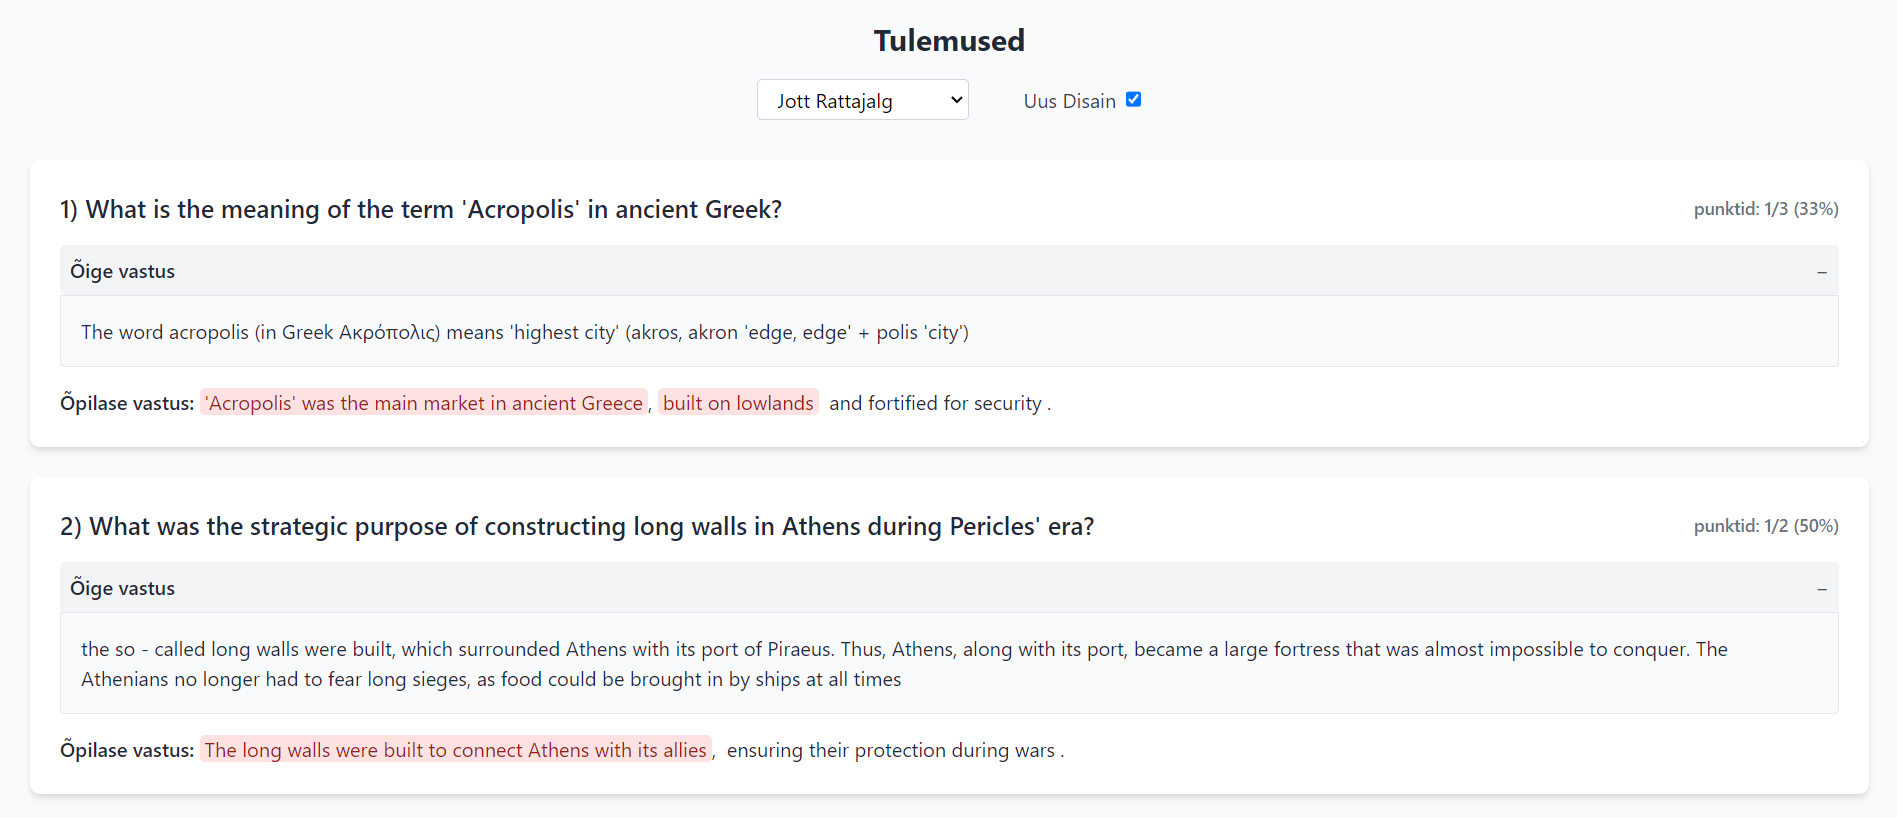 Tulemused
Jott Rattajalg
Uus Disain
1) What is the meaning of the term 'Acropolis' in ancient Greek?
punktid: 1/3 (33%)
Õige vastus
–
The word acropolis (in Greek Ακρόπολις) means 'highest city' (akros, akron 'edge, edge' + polis 'city')
Õpilase vastus: 'Acropolis' was the main market in ancient Greece, built on lowlands and fortified for security .
2) What was the strategic purpose of constructing long walls in Athens during Pericles' era?
punktid: 1/2 (50%)
Õige vastus
–
the so - called long walls were built, which surrounded Athens with its port of Piraeus. Thus, Athens, along with its port, became a large fortress that was almost impossible to conquer. The
Athenians no longer had to fear long sieges, as food could be brought in by ships at all times
Õpilase vastus: The long walls were built to connect Athens with its allies, ensuring their protection during wars .